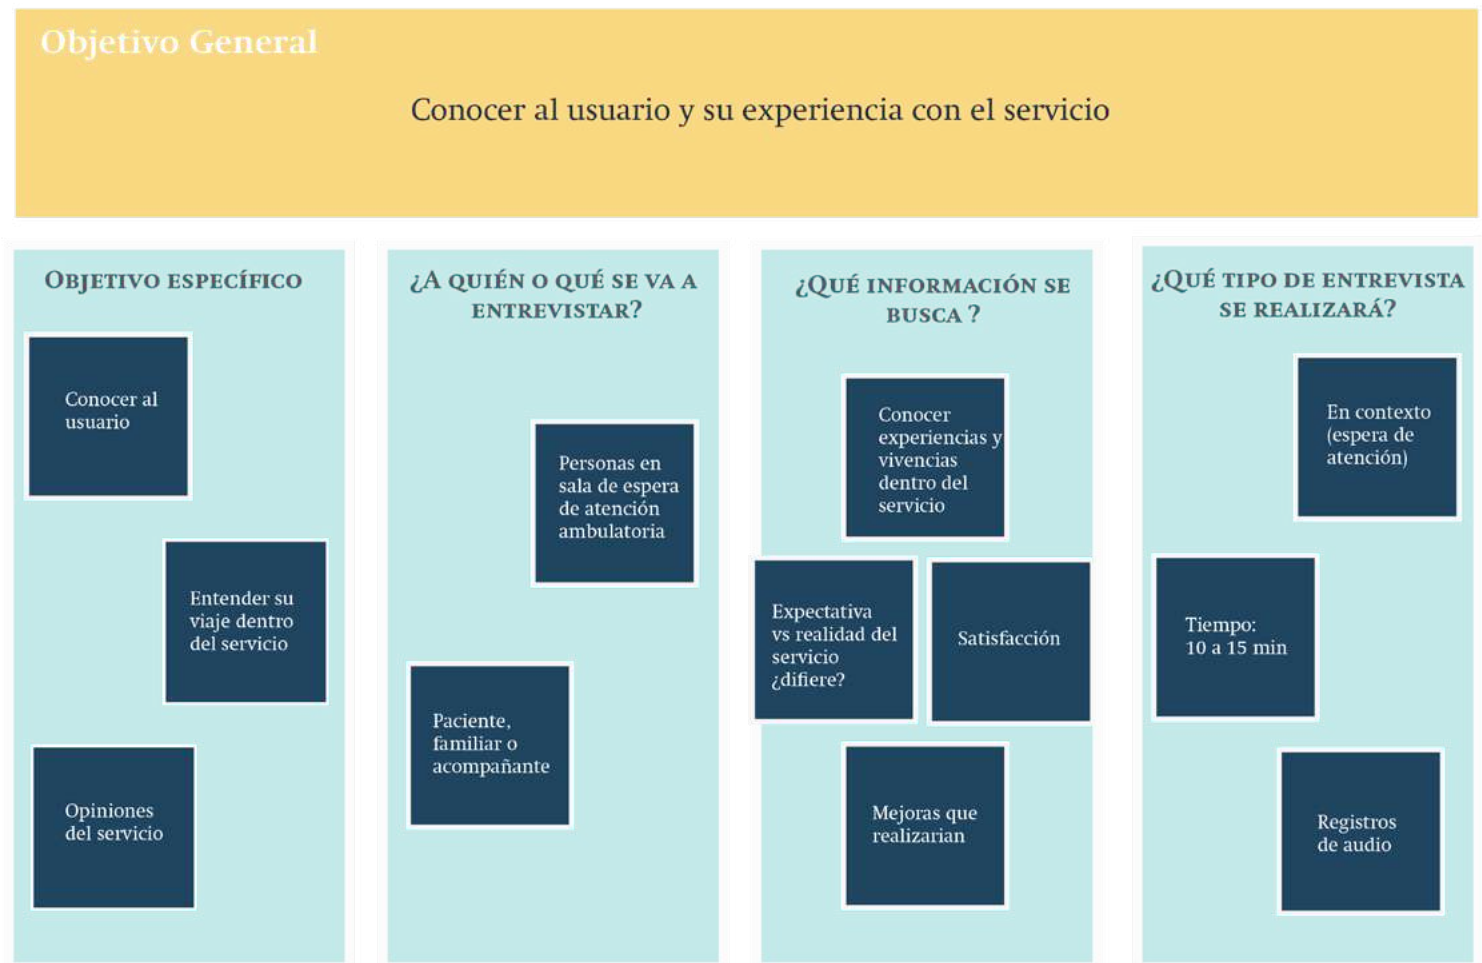 Objetivo General
Conocer al usuario y su experiencia con el servicio
Objetivo específico
Conocer al
usuario
Entender su
viaje dentro
del servicio
Opiniones
del servicio
¿A quién o qué se va a
entrevistar?
Personas en
sala de espera
de atención
ambulatoria
Paciente,
familiar o
acompañante
¿Qué información se
busca ?
Conocer
experiencias y
vivencias
dentro del
servicio
Expectativa
vs realidad del
servicio
¿difiere?
Satisfacción
Mejoras que
realizarian
¿Qué tipo de entrevista
se realizará?
En contexto
(espera de
atención)
Tiempo:
10 a 15 min
Registros
de audio